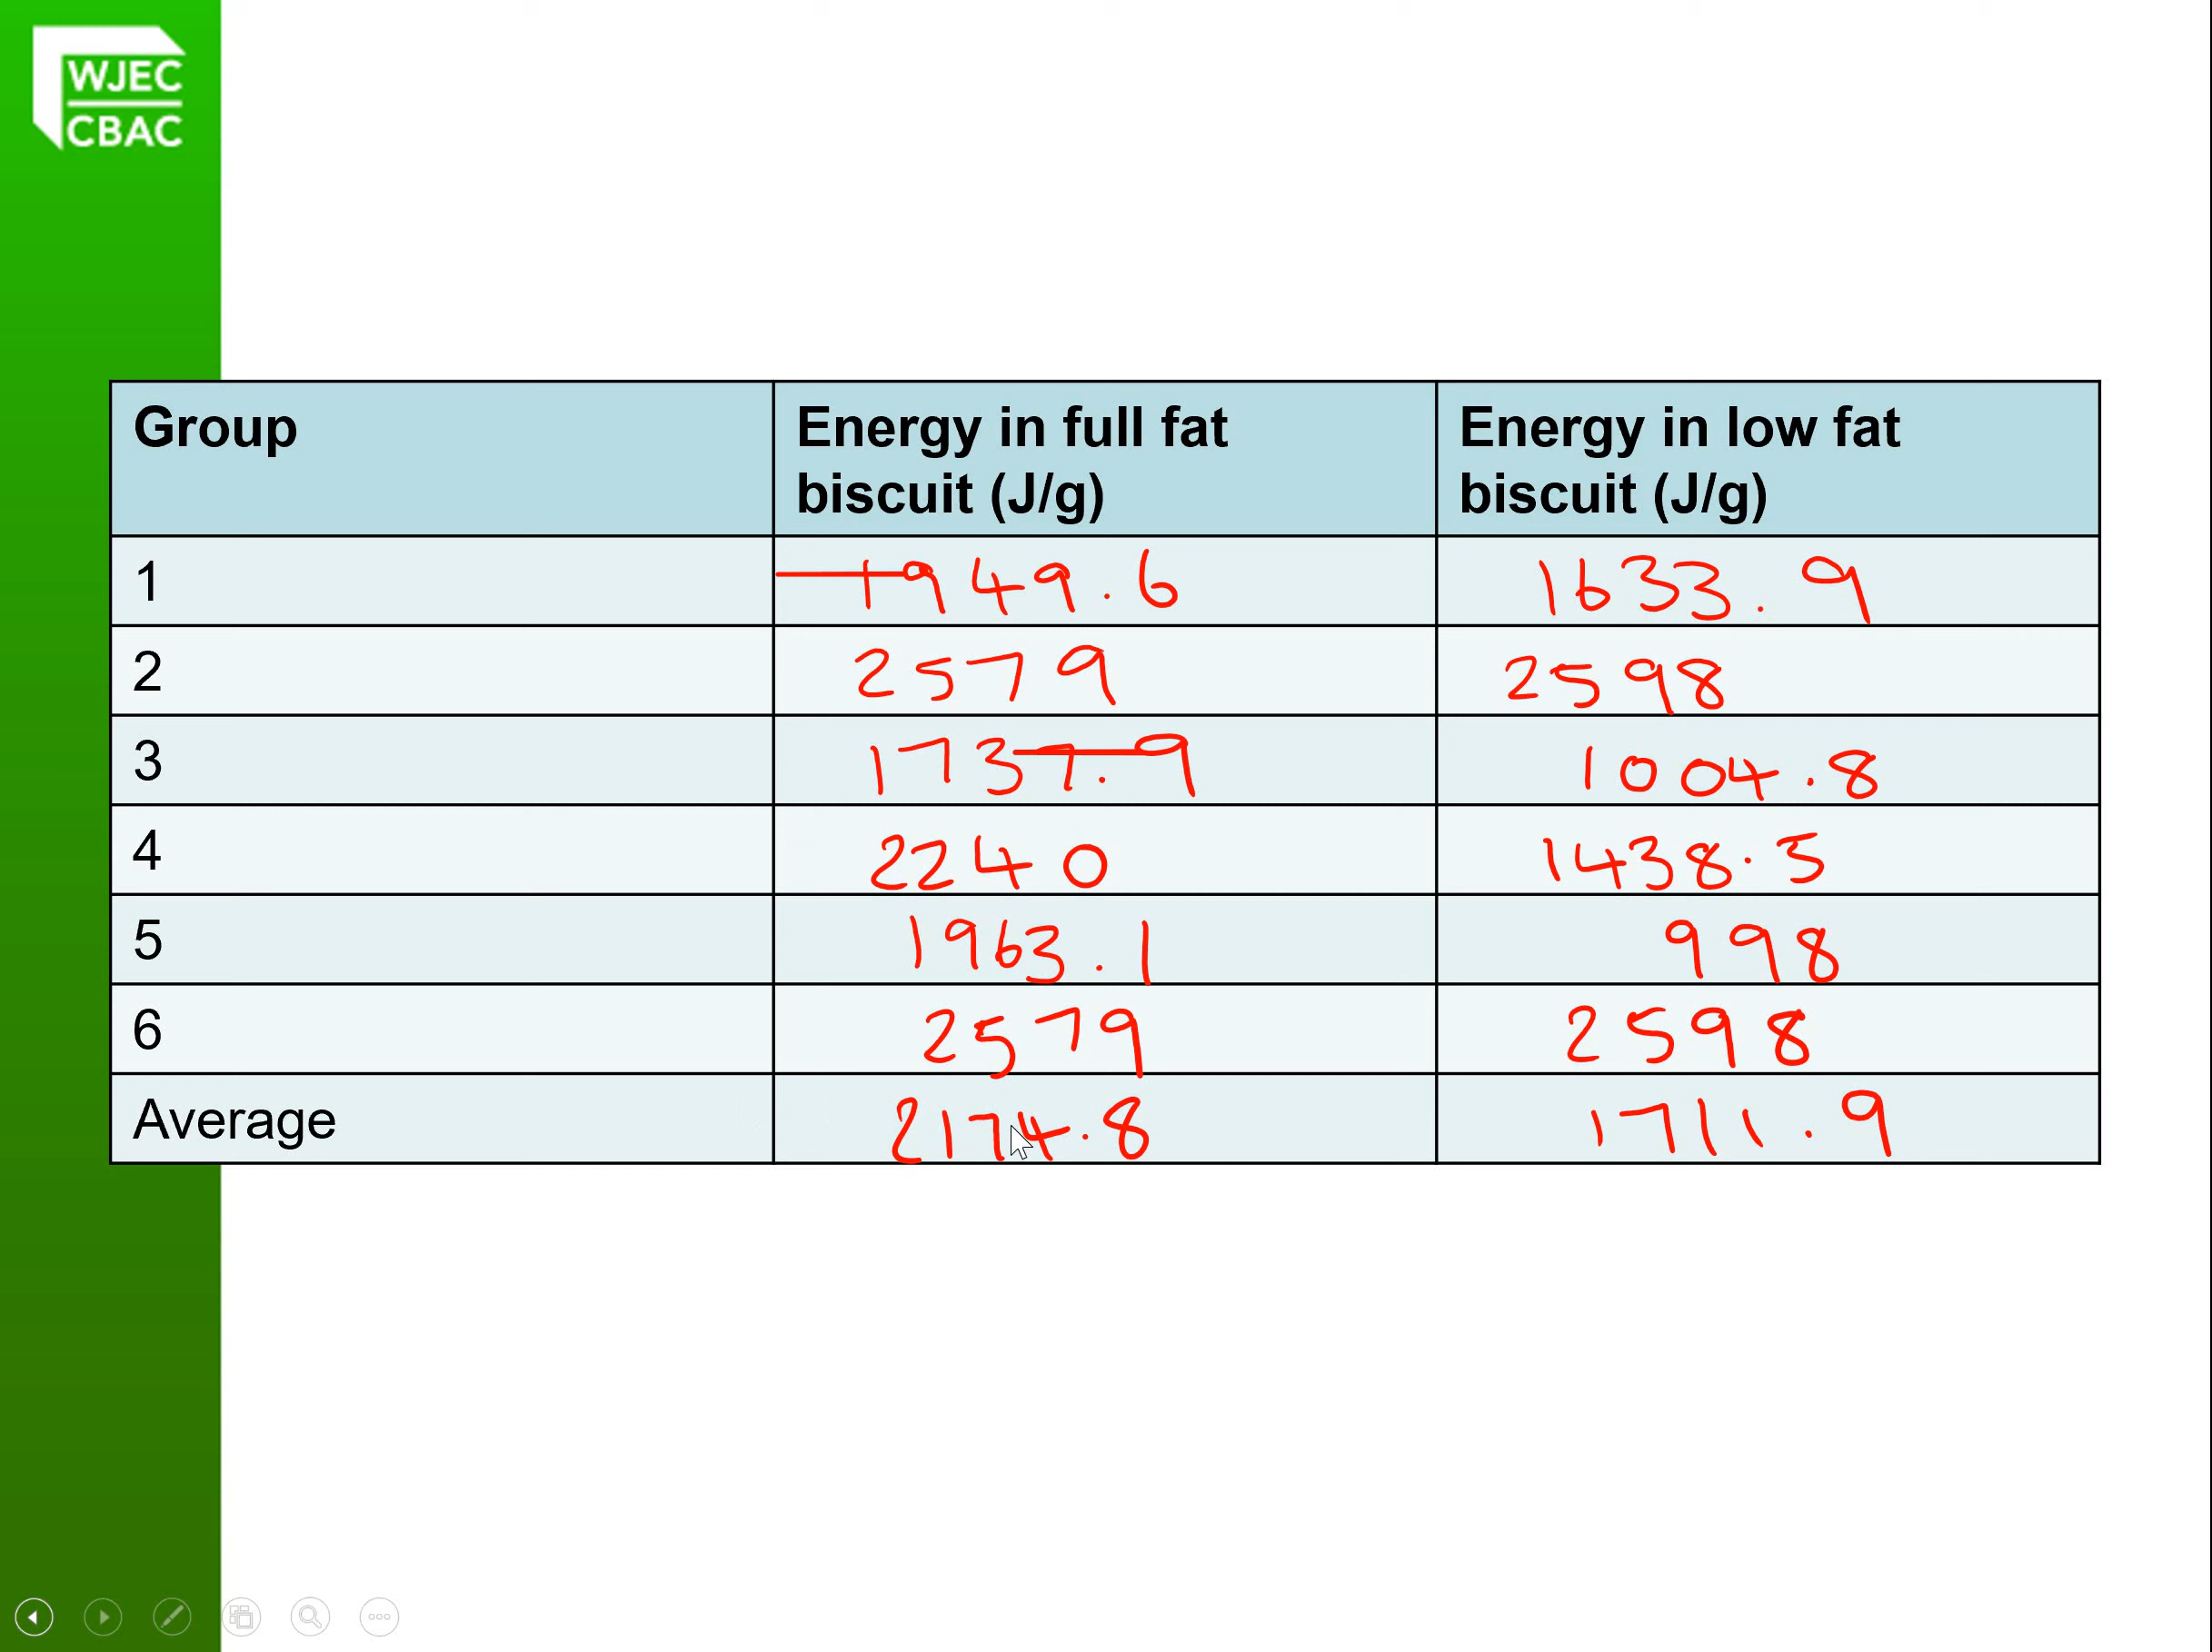 WJEC
CBAC
Group Energy in full fat biscuit (J/g) Energy in low fat biscuit (J/g)
1 1949.6 1633.9
2 2579 2598
3 1737.9 1004.8
4 2240 1438.5
5 1963.1 998
6 2579 2598
Average 2174.8 1711.9